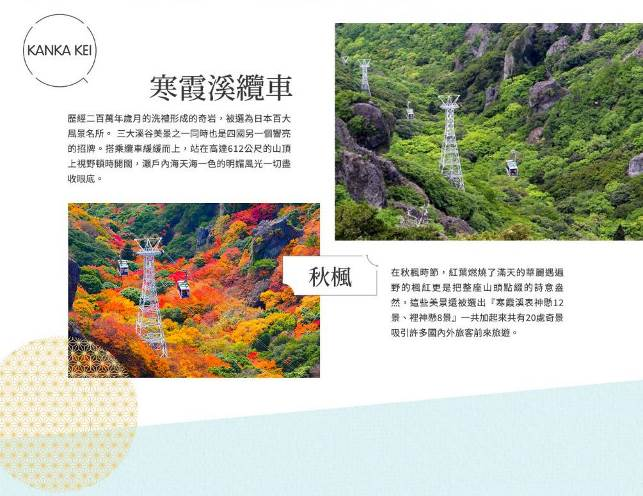 KANKA KEI
寒霞溪纜車
歷經二百萬年歲月的洗禮形成的奇岩，被選為日本百大
風景名所。 三大溪谷美景之一同時也是四國另一個響亮
的招牌。搭乘纜車緩緩而上，站在高達612公尺的山頂
上視野頓時開闊，瀨戶內海天海一色的明媚風光一切盡
收眼底。
秋楓
在秋楓時節，紅葉燃燒了滿天的華麗遇遍
野的楓紅更是把整座山頭點綴的詩意盎
然。這些美景還被選出『寒霞溪表神懸12
景、裡神懸8景』一共加起來共有20處奇景
吸引許多國內外旅客前來旅遊。